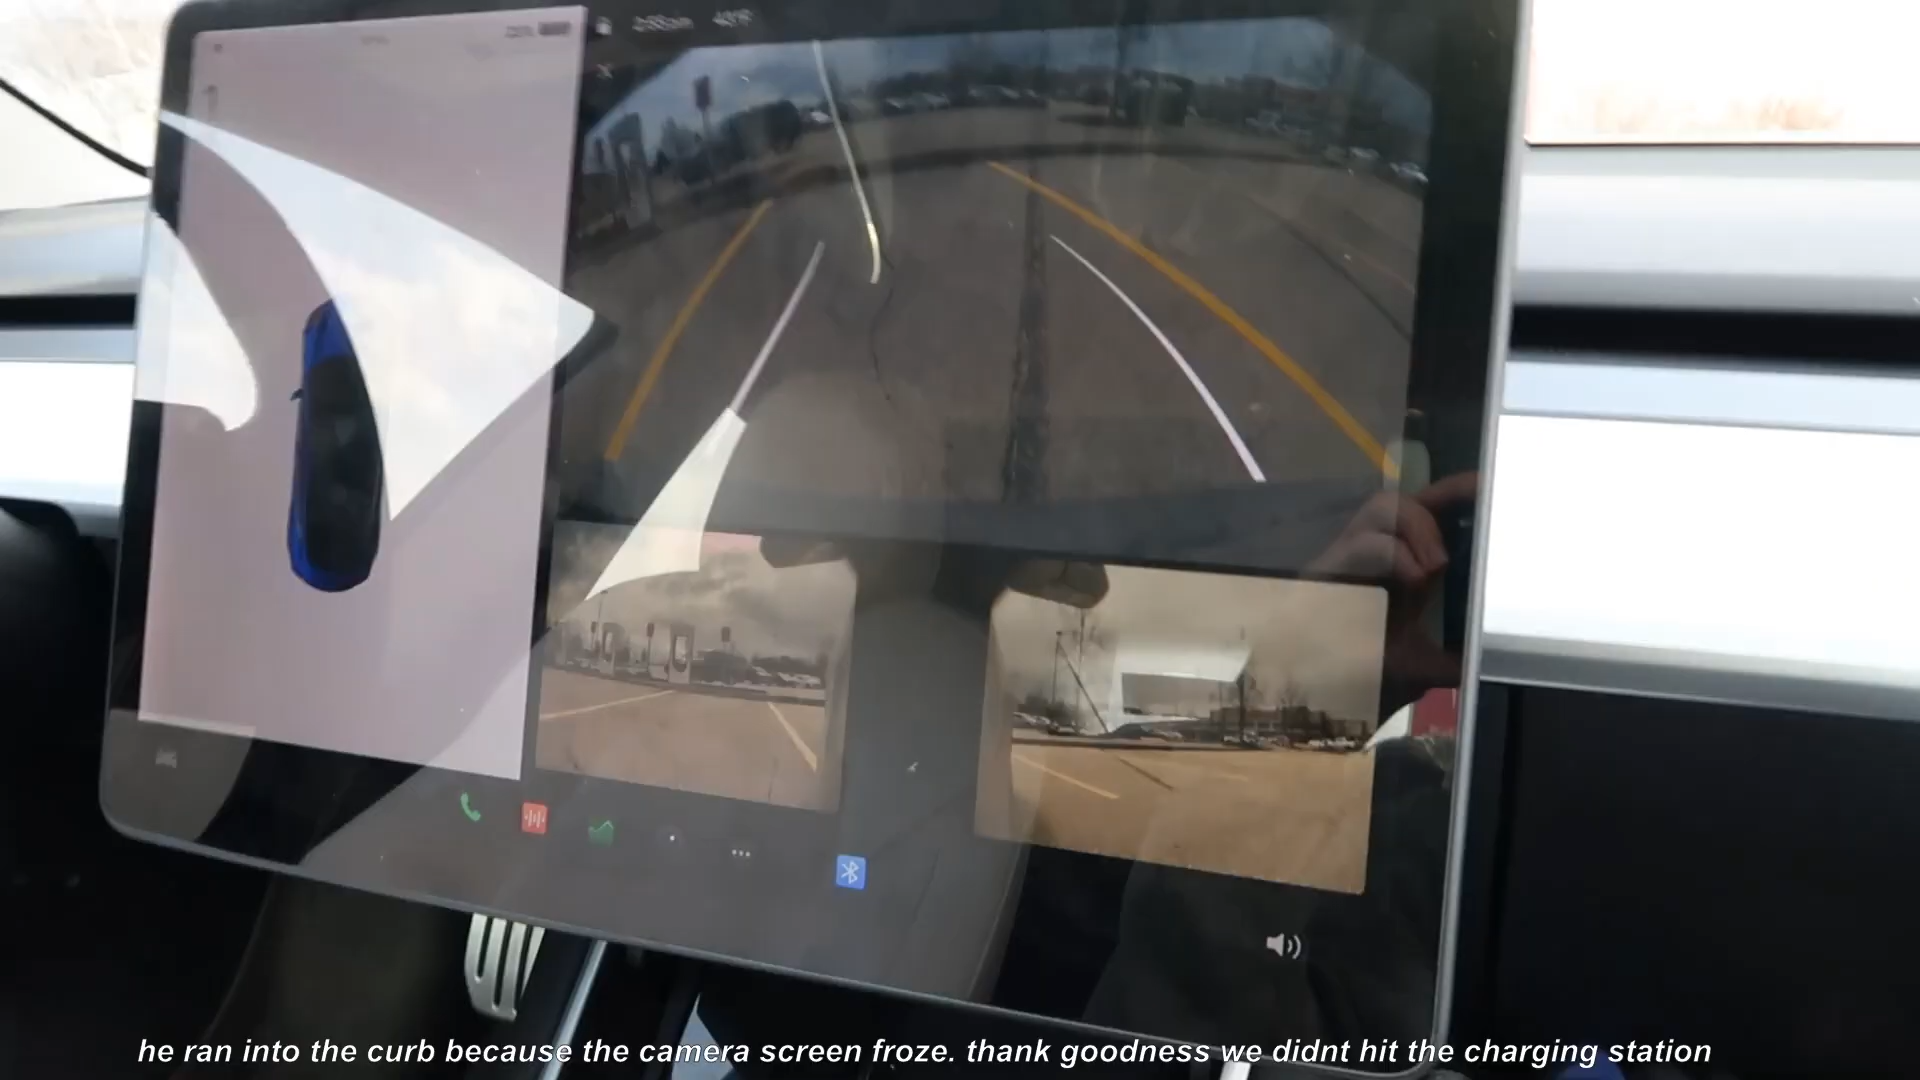 he ran into the curb because the camera screen froze. thank goodness we didnt hit the charging station